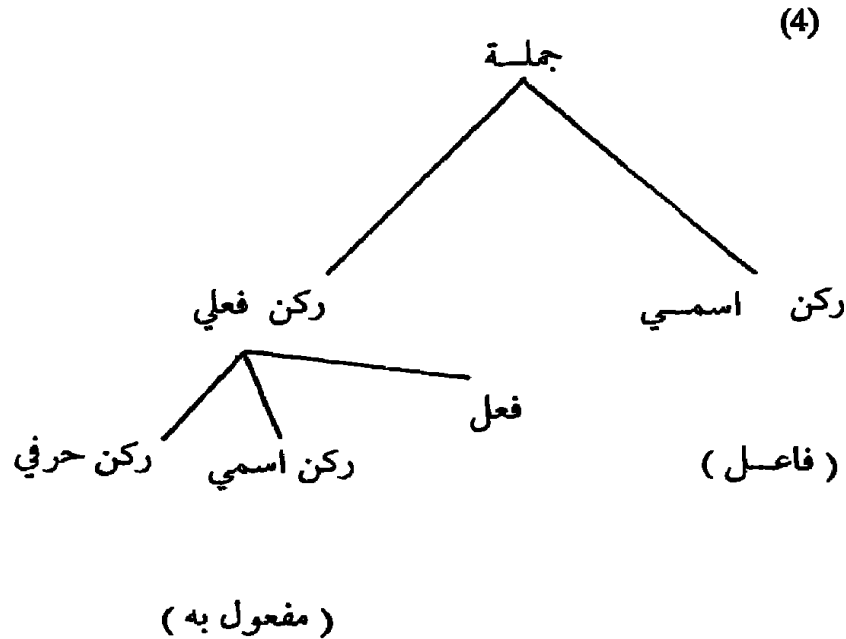 (4)
جملة
ركن اسمي ركن فعلي
فعل
ركن اسمي ركن حرفي
(فاعل)
(مفعول به)